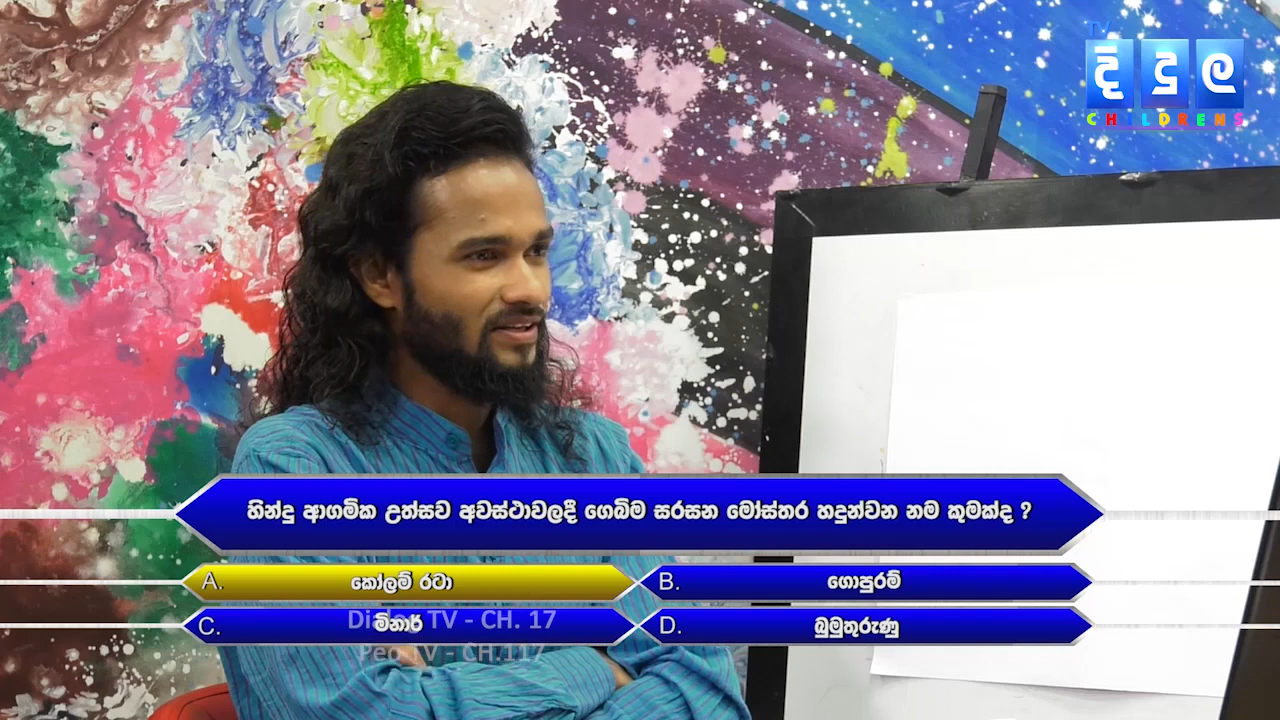 TV
දිදුල
CHILDRENS
හින්දු ආගමික උත්සව අවස්ථාවලදී ගෙබිම සරසන මෝස්තර හදුන්වන නම කුමක්ද ?
A. කෝලම් රටා
B. ගොපුරම්
C. මිනාර්
D. බුමුතුරුණු
Dialog TV - CH. 17
Peo TV - CH.117